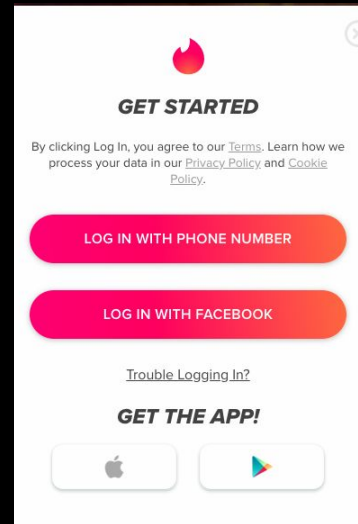 GET STARTED
By clicking Log In, you agree to our Terms. Learn how we
process your data in our Privacy Policy and Cookie
Policy.
LOG IN WITH PHONE NUMBER
LOG IN WITH FACEBOOK
Trouble Logging In?
GET THE APP!